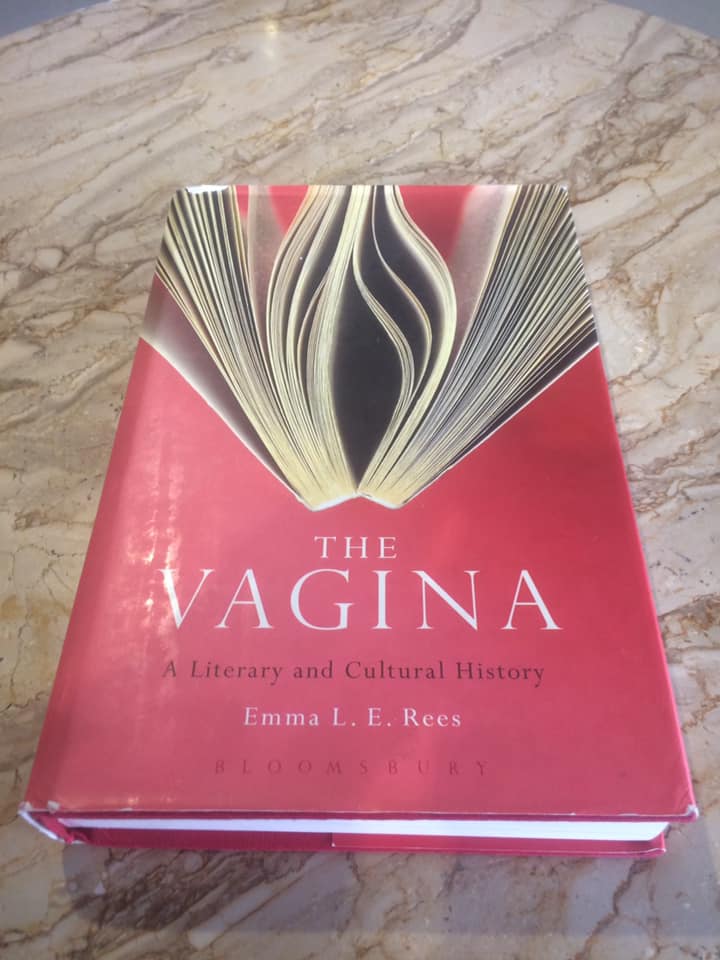 THE
VAGINA
A Literary and Cultural History
Emma L. E. Rees
BLOOMSBURY